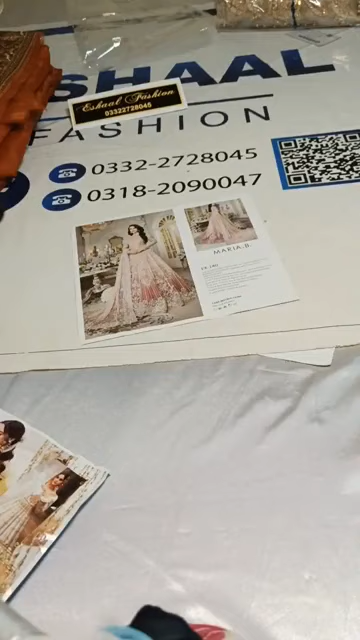 Eshaal Fashion
03322728045
SHAAL
FASHION
0332-2728045
0318-2090047
MARIA.B